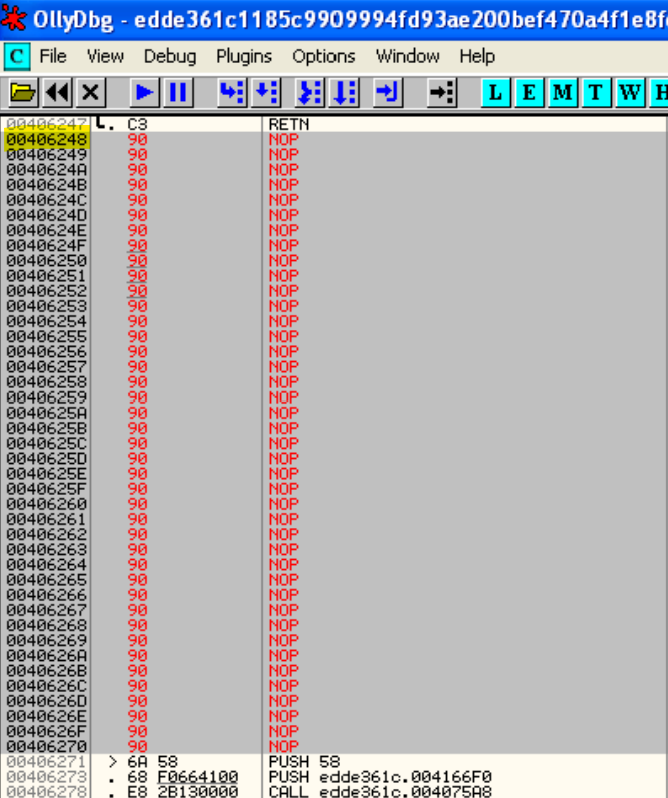 OllyDbg - edde361c1185c9909994fd93ae200bef470a4f1e8f
C File View Debug Plugins Options Window Help
L E M T W H
00406247 . C3 RETN
00406248 90 NOP
00406249 90 NOP
0040624A 90 NOP
0040624B 90 NOP
0040624C 90 NOP
0040624D 90 NOP
0040624E 90 NOP
0040624F 90 NOP
00406250 90 NOP
00406251 90 NOP
00406252 90 NOP
00406253 90 NOP
00406254 90 NOP
00406255 90 NOP
00406256 90 NOP
00406257 90 NOP
00406258 90 NOP
00406259 90 NOP
0040625A 90 NOP
0040625B 90 NOP
0040625C 90 NOP
0040625D 90 NOP
0040625E 90 NOP
0040625F 90 NOP
00406260 90 NOP
00406261 90 NOP
00406262 90 NOP
00406263 90 NOP
00406264 90 NOP
00406265 90 NOP
00406266 90 NOP
00406267 90 NOP
00406268 90 NOP
00406269 90 NOP
0040626A 90 NOP
0040626B 90 NOP
0040626C 90 NOP
0040626D 90 NOP
0040626E 90 NOP
0040626F 90 NOP
00406270 90 NOP
00406271 > 6A 58 PUSH 58
00406273 . 68 F0664100 PUSH edde361c.004166F0
00406278 . E8 2B130000 CALL edde361c.004075A8